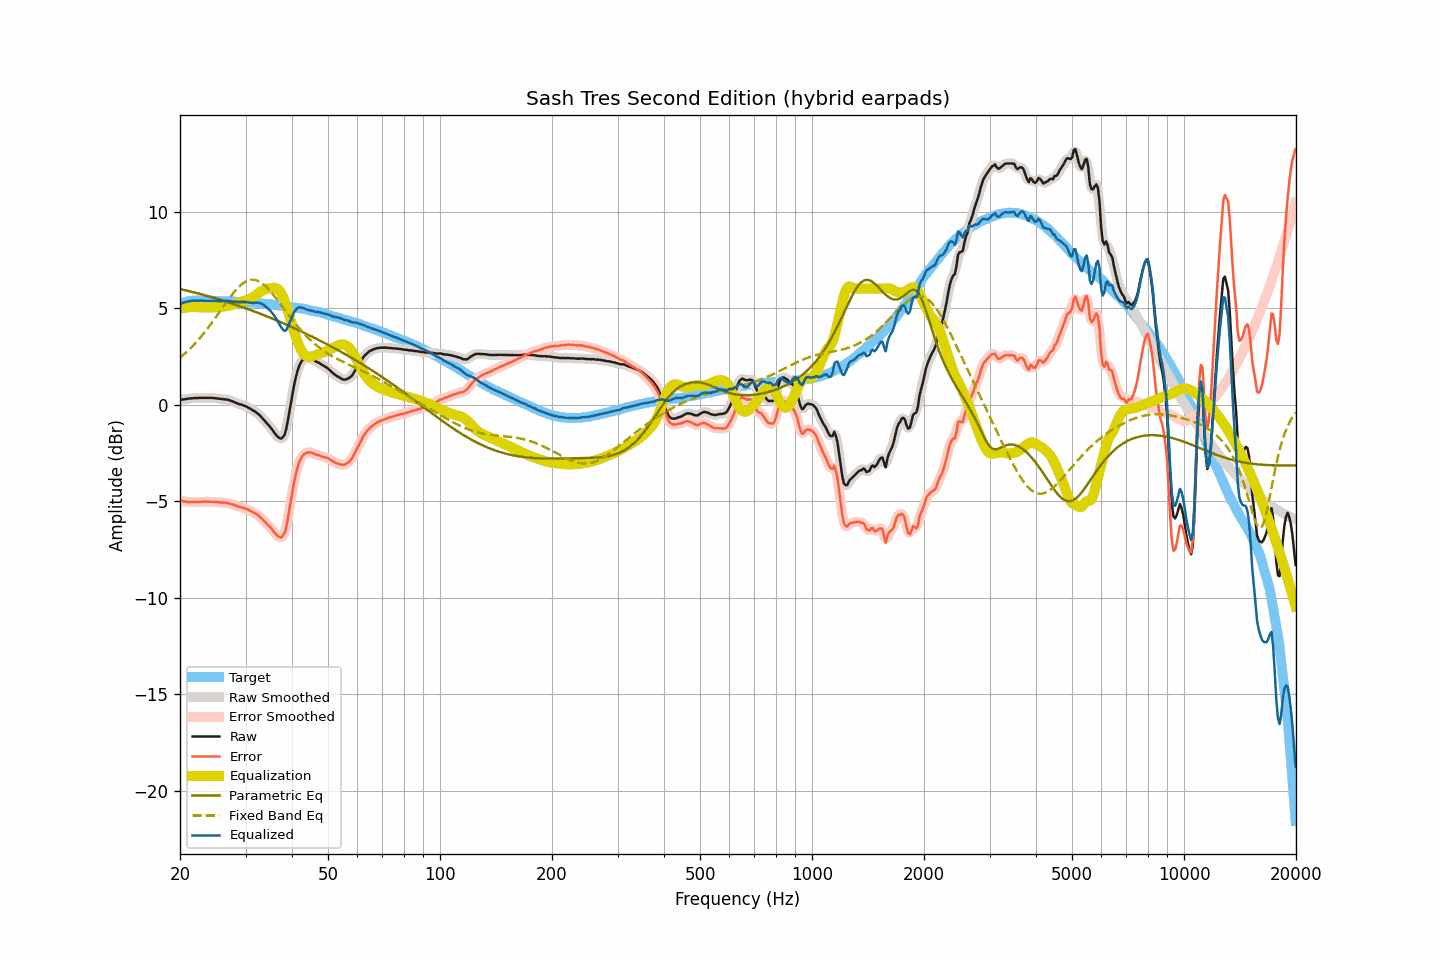 Sash Tres Second Edition (hybrid earpads)
Amplitude (dBr)
10
5
0
−5
−10
−15
−20
Target
Raw Smoothed
Error Smoothed
Raw
Error
Equalization
Parametric Eq
Fixed Band Eq
Equalized
20 50 100 200 500 1000 2000 5000 10000 20000
Frequency (Hz)